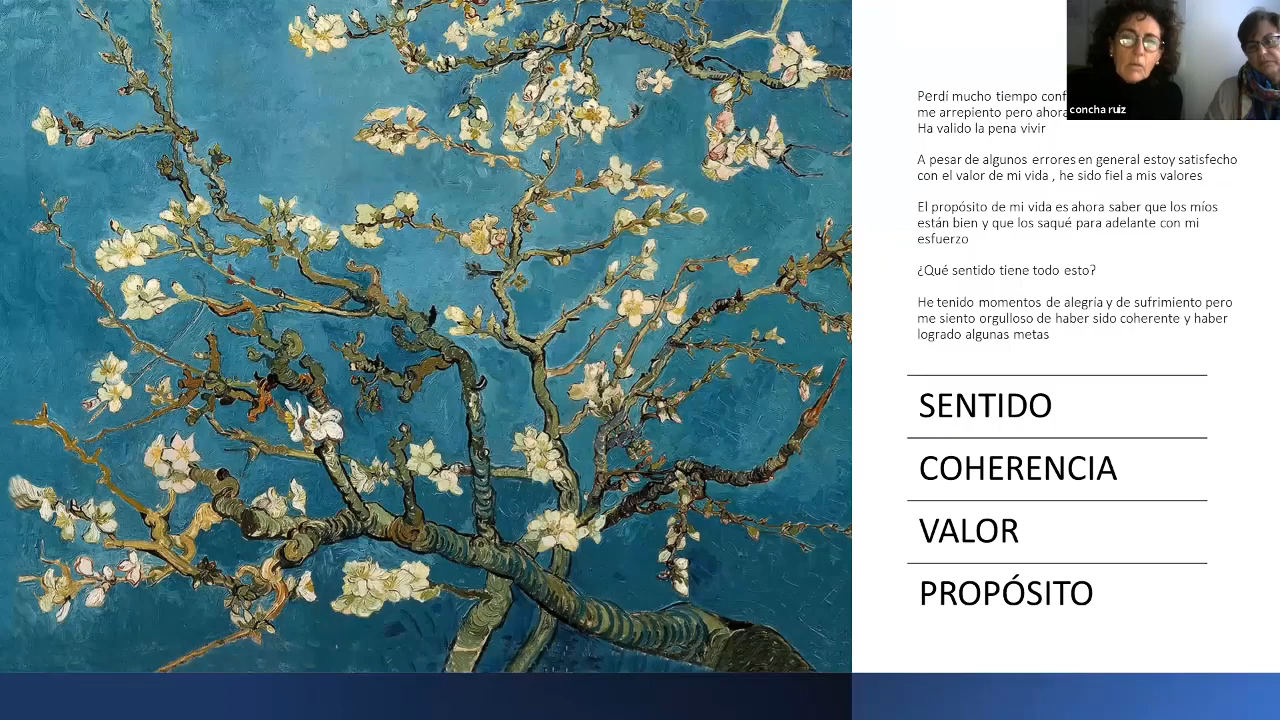 Perdí mucho tiempo
me arrepiento pero ahora
Ha valido la pena vivir
A pesar de algunos errores en general estoy satisfecho
con el valor de mi vida , he sido fiel a mis valores
El propósito de mi vida es ahora saber que los míos
están bien y que los saqué para adelante con mi
esfuerzo
¿Qué sentido tiene todo esto?
He tenido momentos de alegría y de sufrimiento pero
me siento orgulloso de haber sido coherente y haber
logrado algunas metas
SENTIDO
COHERENCIA
VALOR
PROPÓSITO
concha ruiz